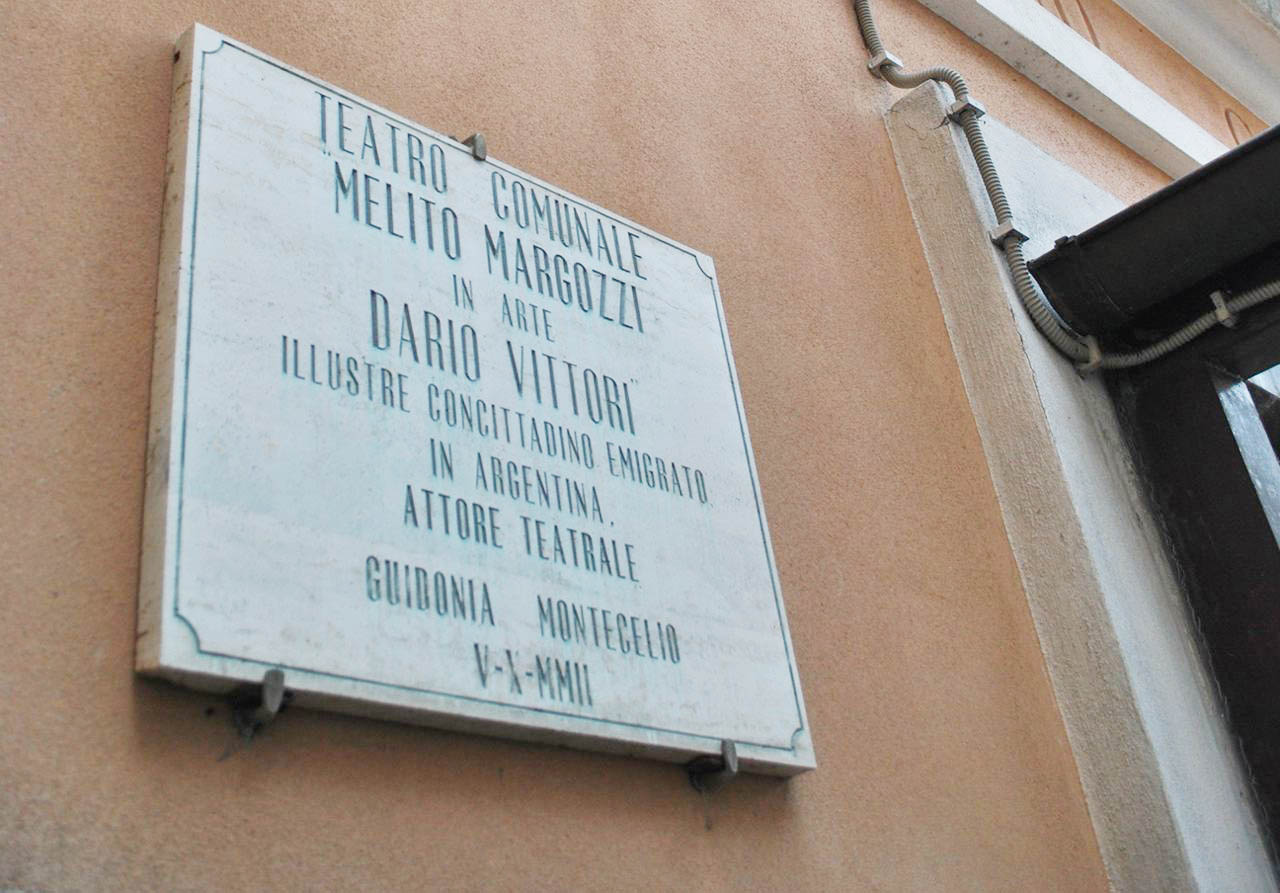 TEATRO COMUNALE
"MELITO MARGOZZI
IN ARTE
DARIO VITTORI"
ILLUSTRE CONCITTADINO EMIGRATO
IN ARGENTINA,
ATTORE TEATRALE
GUIDONIA MONTECELIO
V-X-MMII